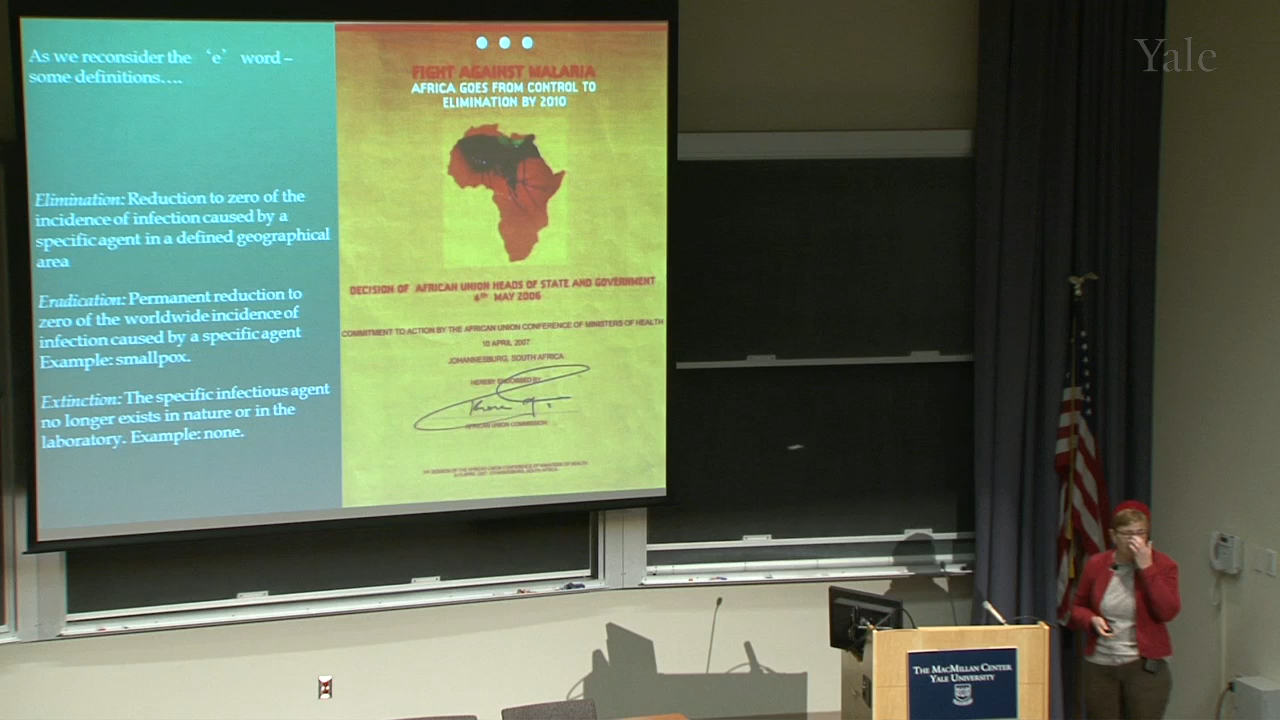 As we reconsider the 'e' word –
some definitions….
Elimination: Reduction to zero of the
incidence of infection caused by a
specific agent in a defined geographical
area
Eradication: Permanent reduction to
zero of the worldwide incidence of
infection caused by a specific agent
Example: smallpox.
Extinction: The specific infectious agent
no longer exists in nature or in the
laboratory. Example: none.
FIGHT AGAINST MALARIA
AFRICA GOES FROM CONTROL TO
ELIMINATION BY 2010
DECISION OF AFRICAN UNION HEADS OF STATE AND GOVERNMENT
4th MAY 2006
COMMITMENT TO ACTION BY THE AFRICAN UNION CONFERENCE OF MINISTERS OF HEALTH
10 APRIL 2007
JOHANNESBURG, SOUTH AFRICA
HEREBY ENDORSED BY
AFRICAN UNION COMMISSION
Yale
THE MACMILLAN CENTER
YALE UNIVERSITY